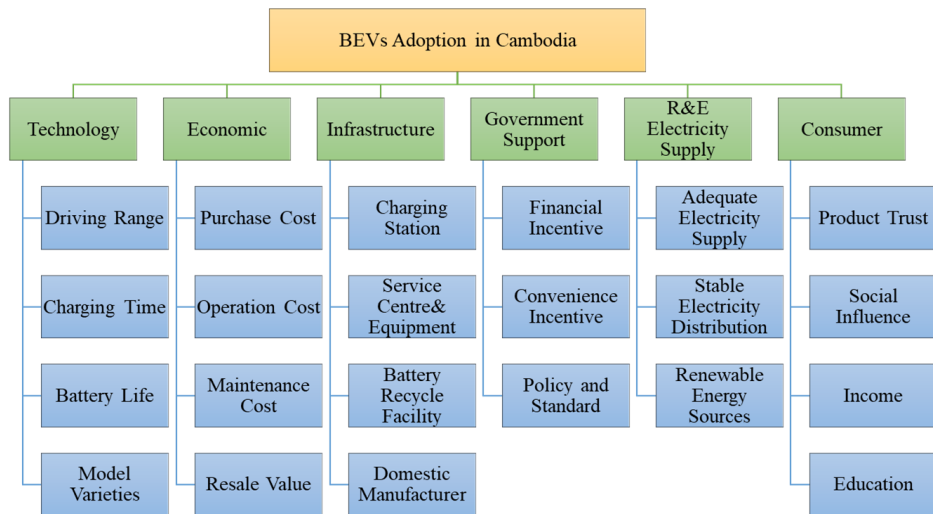 BEVs Adoption in Cambodia
Technology
Economic
Infrastructure
Government
Support
R&E
Electricity
Supply
Consumer
Driving Range
Purchase Cost
Charging
Station
Financial
Incentive
Adequate
Electricity
Supply
Product Trust
Charging Time
Operation Cost
Service
Centre&
Equipment
Convenience
Incentive
Stable
Electricity
Distribution
Social
Influence
Battery Life
Maintenance
Cost
Battery
Recycle
Facility
Policy and
Standard
Renewable
Energy
Sources
Income
Model
Varieties
Resale Value
Domestic
Manufacturer
Education